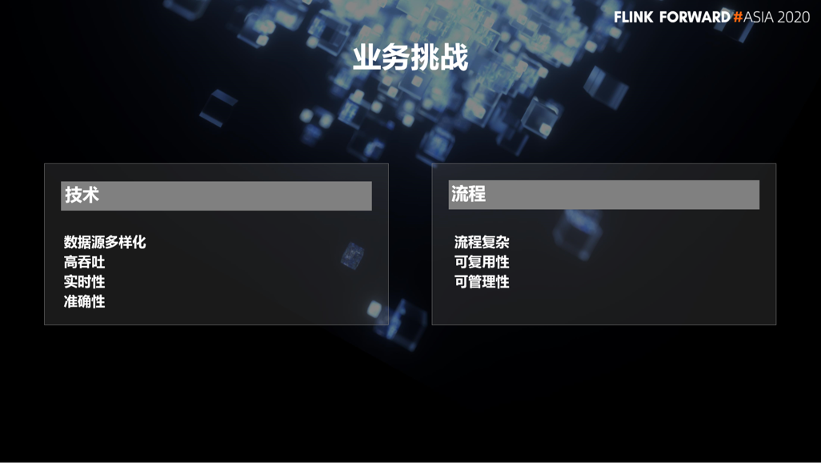 FLINK FORWARD #ASIA 2020
业务挑战
技术
数据源多样化
高吞吐
实时性
准确性
流程
流程复杂
可复用性
可管理性